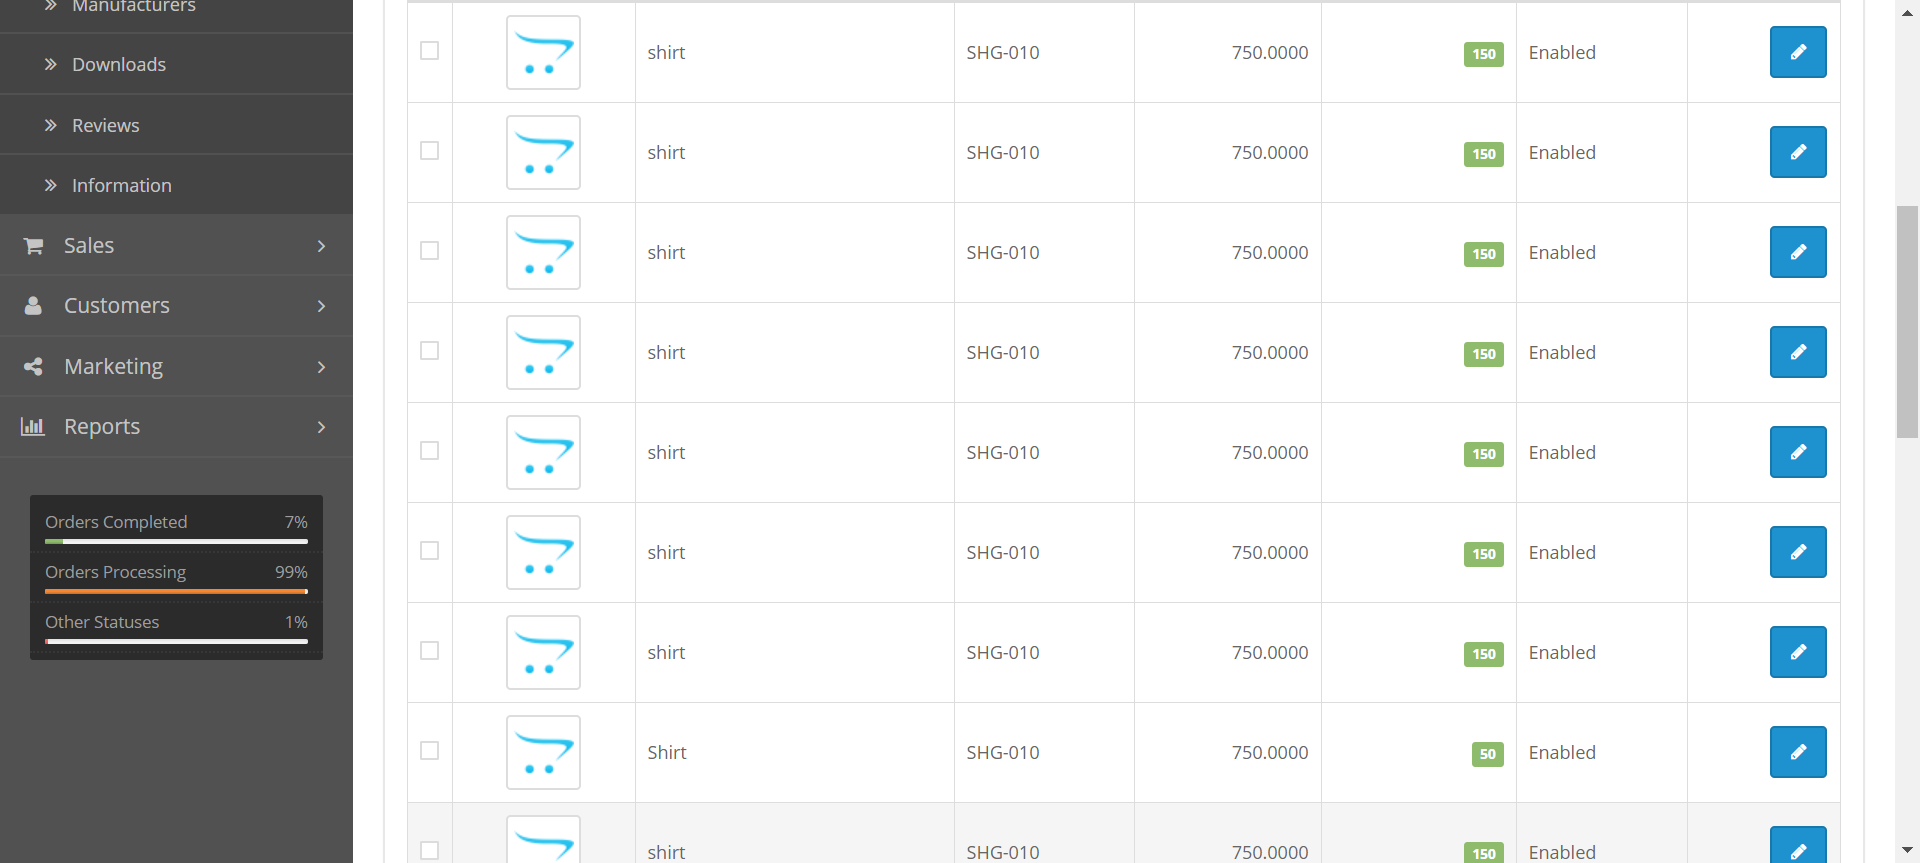 Manufacturers
Downloads
Reviews
Information
Sales
Customers
Marketing
Reports
Orders Completed 7%
Orders Processing 99%
Other Statuses 1%
shirt SHG-010 750.0000 150 Enabled
shirt SHG-010 750.0000 150 Enabled
shirt SHG-010 750.0000 150 Enabled
shirt SHG-010 750.0000 150 Enabled
shirt SHG-010 750.0000 150 Enabled
shirt SHG-010 750.0000 150 Enabled
shirt SHG-010 750.0000 150 Enabled
Shirt SHG-010 750.0000 50 Enabled
shirt SHG-010 750.0000 150 Enabled